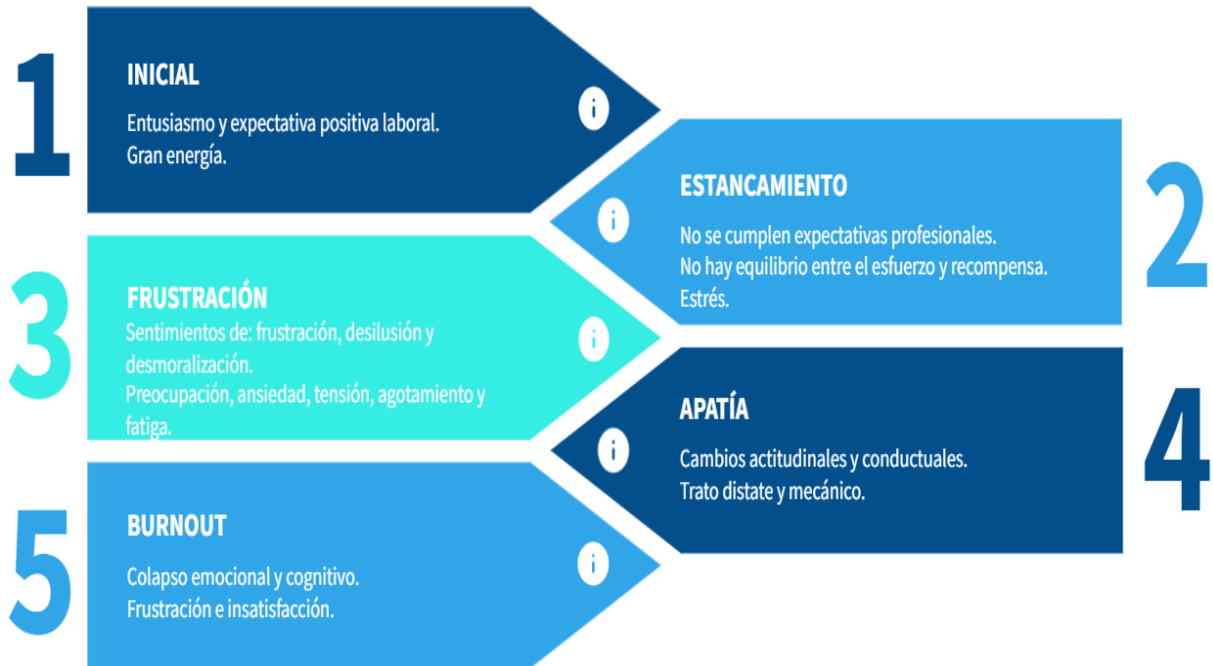 1
INICIAL
Entusiasmo y expectativa positiva laboral.
Gran energía.
2
ESTANCAMIENTO
No se cumplen expectativas profesionales.
No hay equilibrio entre el esfuerzo y recompensa.
Estrés.
3
FRUSTRACIÓN
Sentimientos de: frustración, desilusión y
desmoralización.
Preocupación, ansiedad, tensión, agotamiento y
fatiga.
4
APATÍA
Cambios actitudinales y conductuales.
Trato distate y mecánico.
5
BURNOUT
Colapso emocional y cognitivo.
Frustración e insatisfacción.